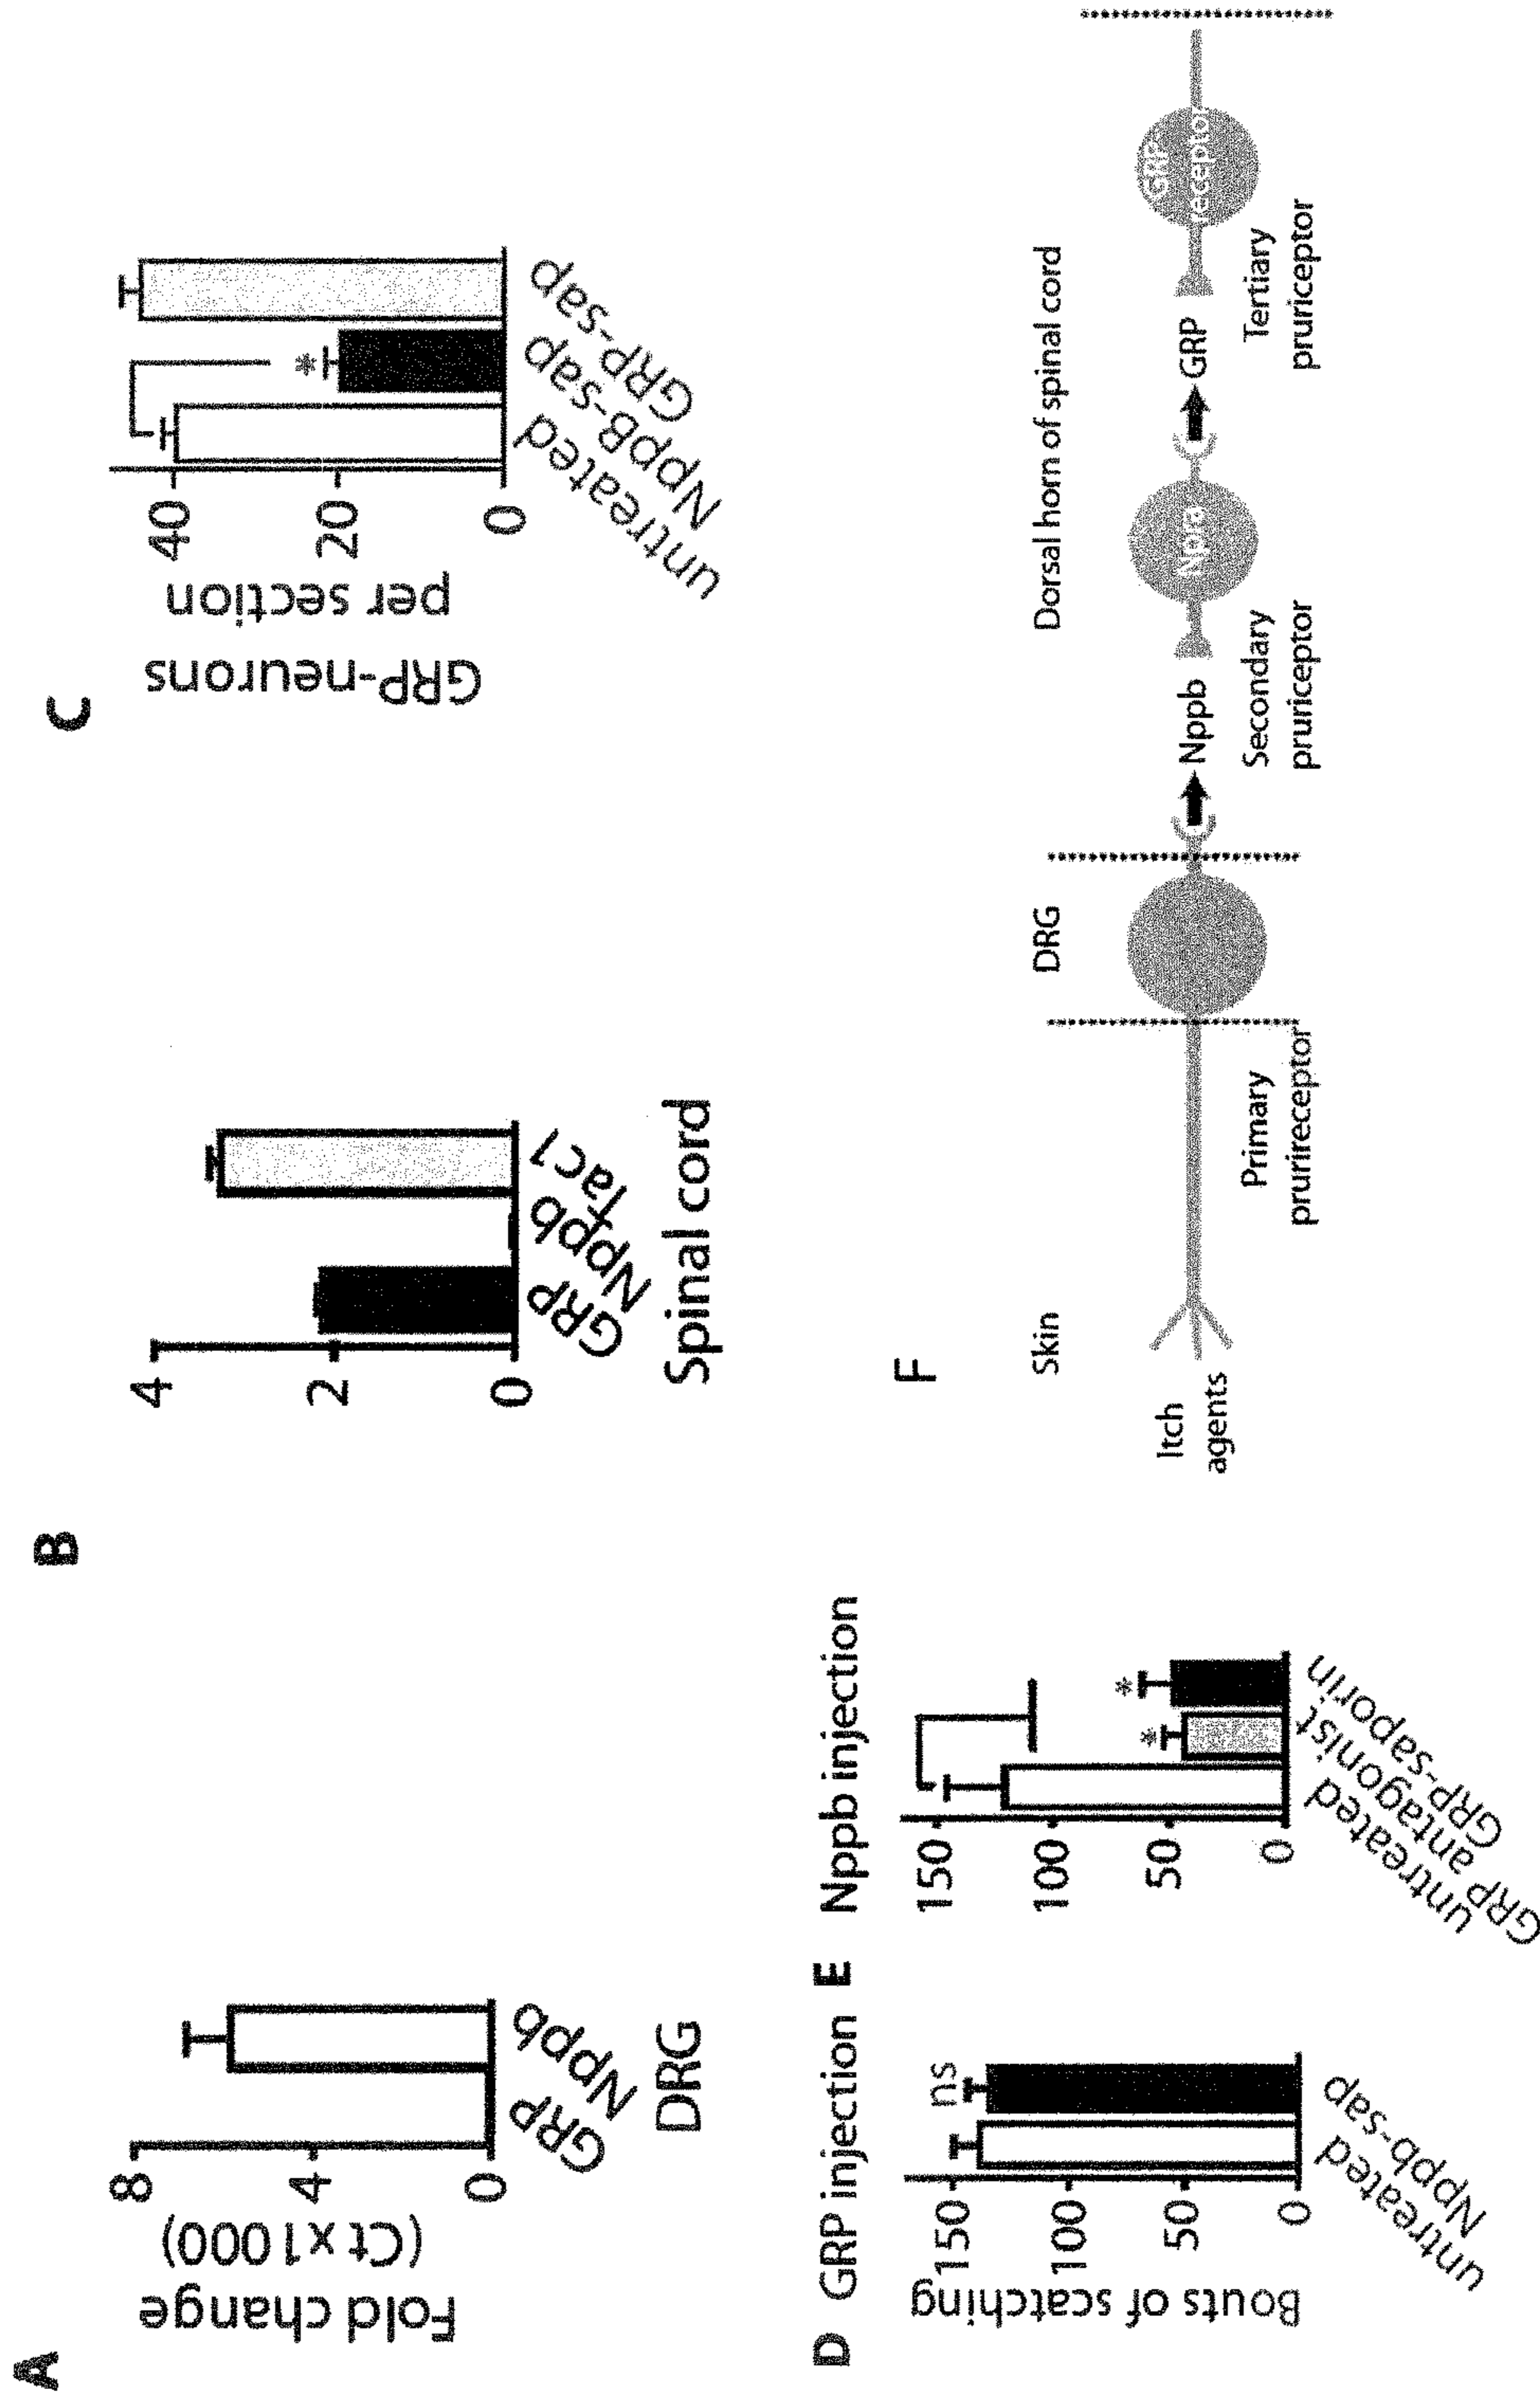 A
Fold change
(Ct x1000)
8
4
0
GRP
Nppb
DRG
B
4
2
0
GRP
Nppb
Tac1
Spinal cord
C
GRP-neurons
per section
40
20
0
untreated
NppB-sap
GRP-sap
*
D GRP injection
Bouts of scatching
150
100
50
0
untreated
Nppb-sap
ns
E Nppb injection
150
100
50
0
untreated
GRP antagonist
GRP-saporin
*
*
F
Skin
DRG
Dorsal horn of spinal cord
Itch
agents
Nppb
Npra
GRP
GRP-
receptor
Primary
prurireceptor
Secondary
pruriceptor
Tertiary
pruriceptor